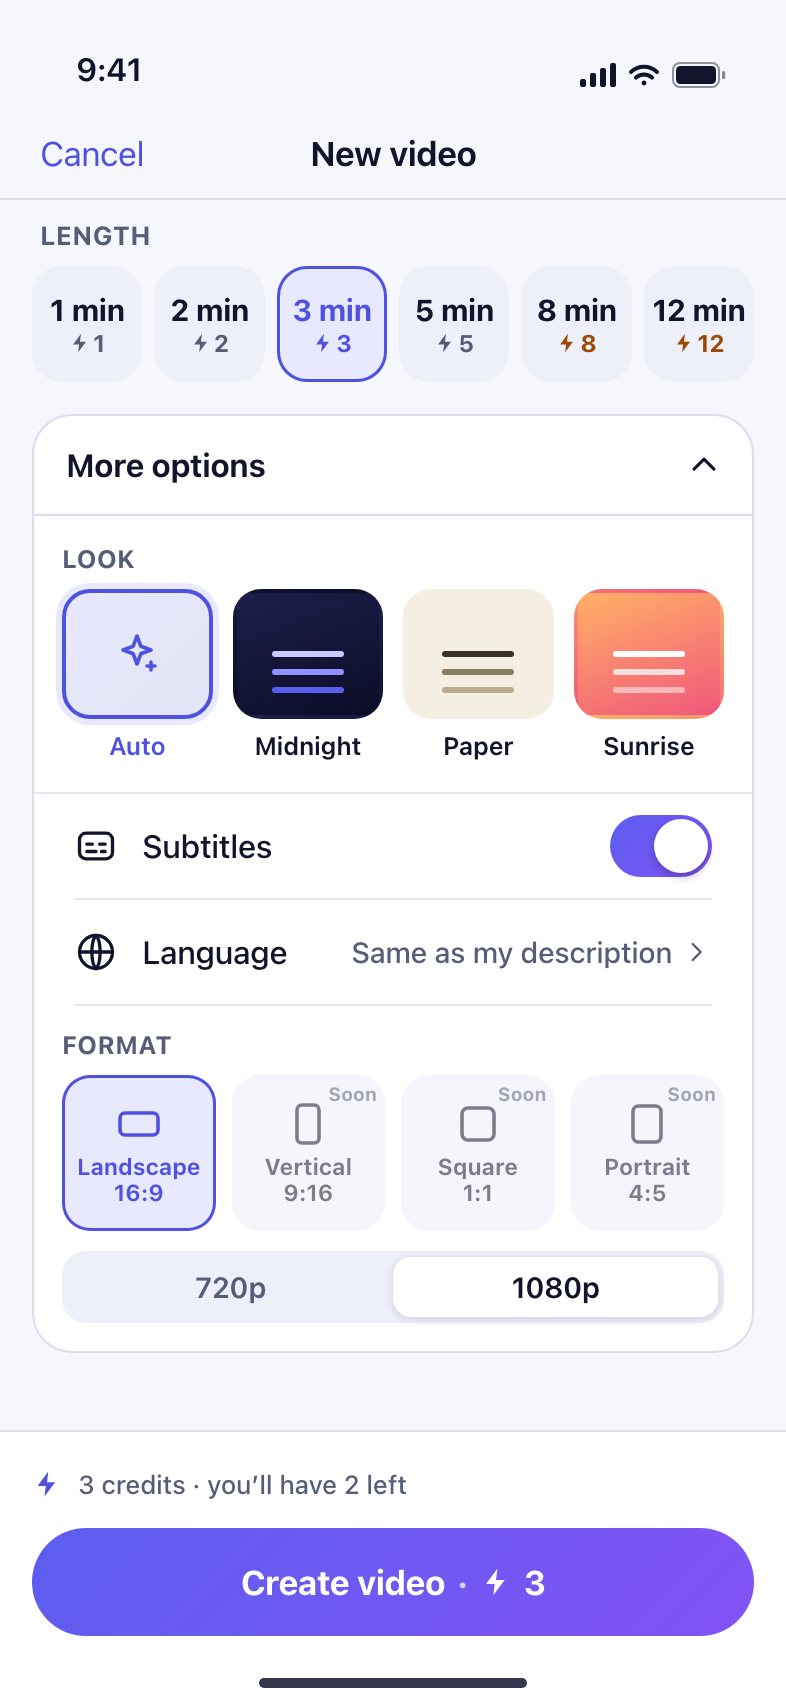 9:41
Cancel
New video
LENGTH
1 min
1
2 min
2
3 min
3
5 min
5
8 min
8
12 min
12
More options
LOOK
Auto
Midnight
Paper
Sunrise
Subtitles
Language
Same as my description
FORMAT
Landscape
16:9
Soon
Vertical
9:16
Soon
Square
1:1
Soon
Portrait
4:5
720p
1080p
3 credits · you’ll have 2 left
Create video · 3